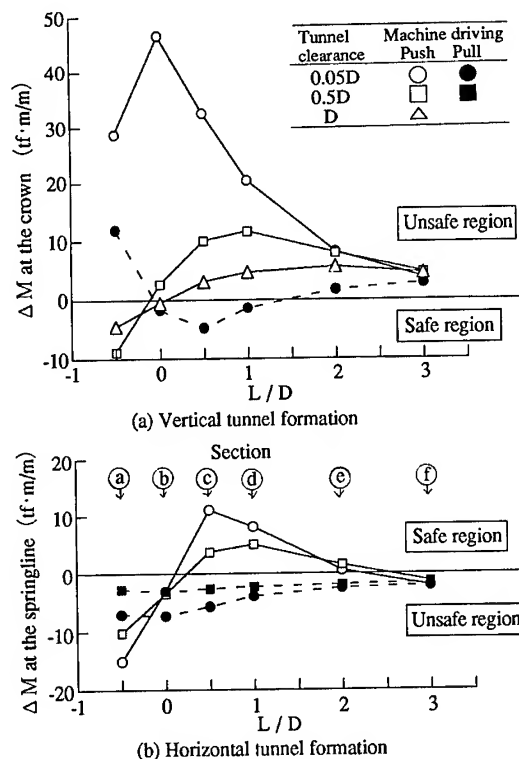 Tunnel clearance Machine driving
Push Pull
0.05D
0.5D
D
50
40
30
20
10
0
-10
Δ M at the crown (tf·m/m)
Unsafe region
Safe region
-1 0 1 2 3
L / D
(a) Vertical tunnel formation
Section
a b c d e f
20
10
0
-10
-20
Δ M at the springline (tf·m/m)
Safe region
Unsafe region
-1 0 1 2 3
L / D
(b) Horizontal tunnel formation